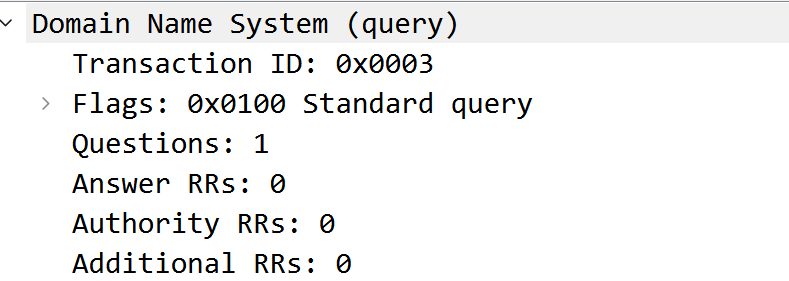 Domain Name System (query)
Transaction ID: 0x0003
Flags: 0x0100 Standard query
Questions: 1
Answer RRs: 0
Authority RRs: 0
Additional RRs: 0